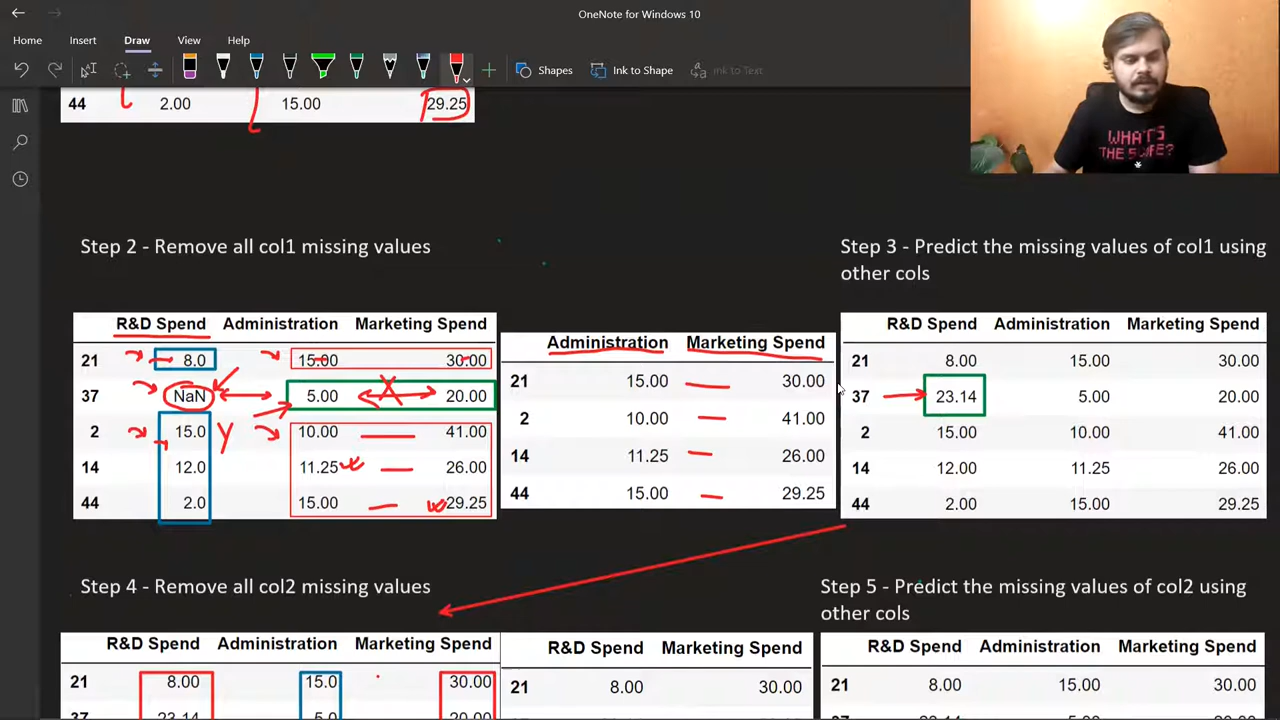 OneNote for Windows 10
Home Insert Draw View Help
Shapes Ink to Shape Ink to Text
44 2.00 15.00 29.25
WHAT'S
Step 2 - Remove all col1 missing values
Step 3 - Predict the missing values of col1 using
other cols
R&D Spend Administration Marketing Spend
21 8.0 15.00 30.00
37 NaN 5.00 20.00
2 15.0 Y 10.00 41.00
14 12.0 11.25 26.00
44 2.0 15.00 29.25
Administration Marketing Spend
21 15.00 30.00
2 10.00 41.00
14 11.25 26.00
44 15.00 29.25
R&D Spend Administration Marketing Spend
21 8.00 15.00 30.00
37 23.14 5.00 20.00
2 15.00 10.00 41.00
14 12.00 11.25 26.00
44 2.00 15.00 29.25
Step 4 - Remove all col2 missing values
Step 5 - Predict the missing values of col2 using
other cols
R&D Spend Administration Marketing Spend
21 8.00 15.0 30.00
37 23.14 5.0 20.00
R&D Spend Marketing Spend
21 8.00 30.00
R&D Spend Administration Marketing Spend
21 8.00 15.00 30.00